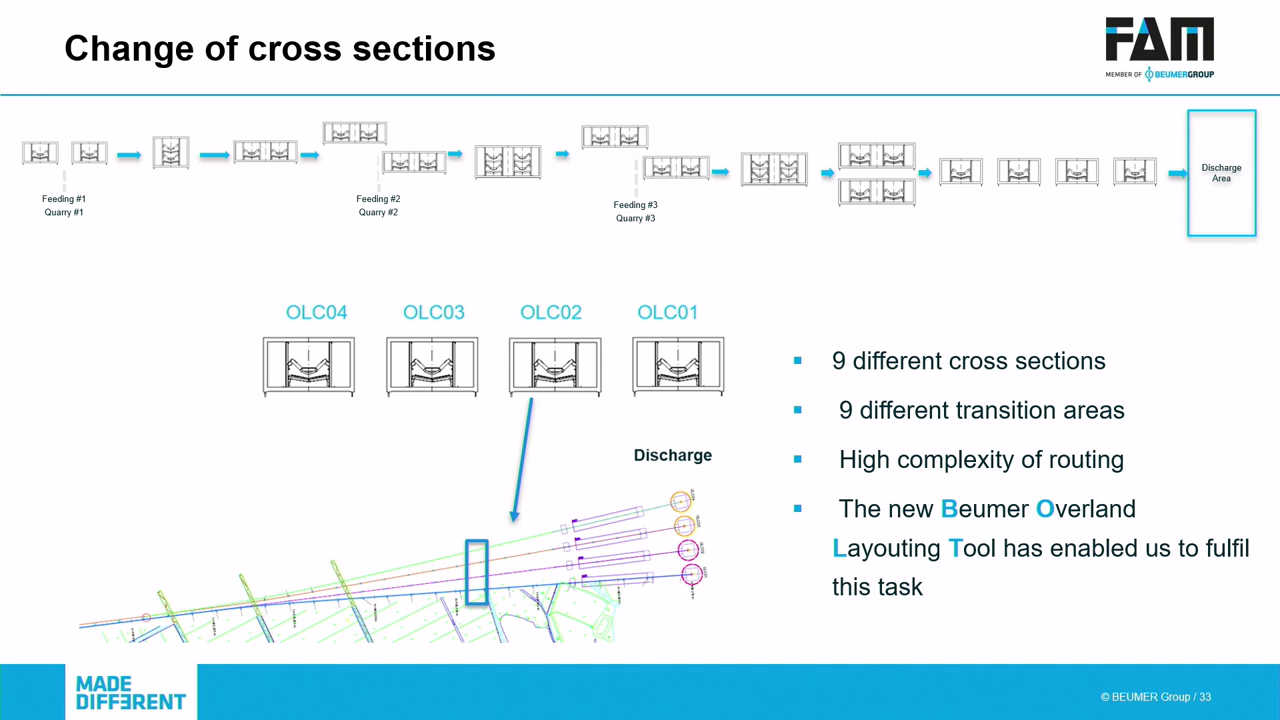 Change of cross sections
FAM
MEMBER OF BEUMERGROUP
Feeding #1
Quarry #1
Feeding #2
Quarry #2
Feeding #3
Quarry #3
Discharge
Area
OLC04
OLC03
OLC02
OLC01
Discharge
9 different cross sections
9 different transition areas
High complexity of routing
The new Beumer Overland
Layouting Tool has enabled us to fulfil
this task
MADE
DIFFERENT
© BEUMER Group / 33